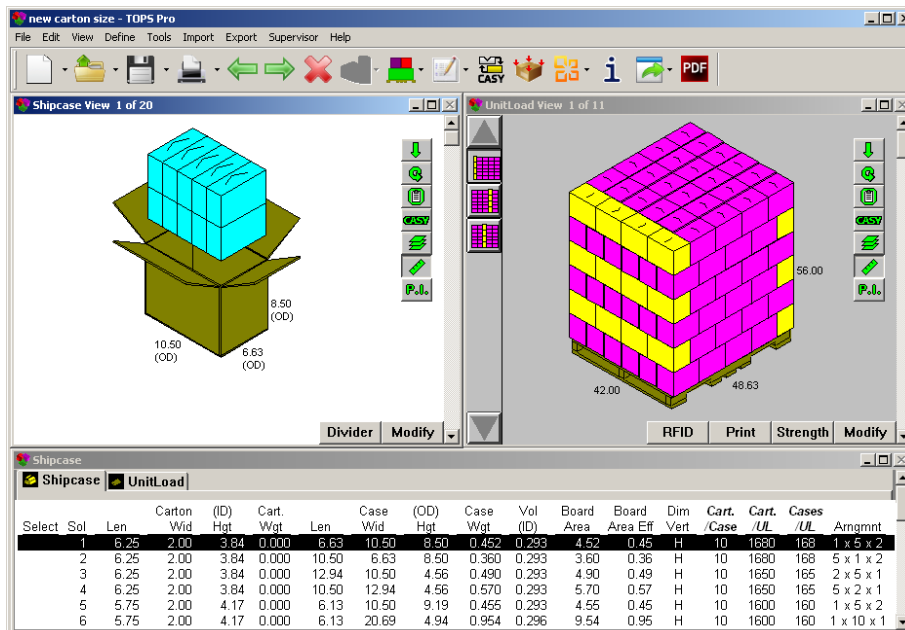 new carton size - TOPS Pro
File Edit View Define Tools Import Export Supervisor Help
CASY
i
PDF
Shipcase View 1 of 20
UnitLoad View 1 of 11
CASY
P.I.
8.50
(OD)
10.50
(OD)
6.63
(OD)
CASY
P.I.
56.00
42.00
48.63
Divider Modify
RFID Print Strength Modify
Shipcase
Shipcase UnitLoad
Carton (ID) Cart. Case (OD) Case Vol Board Board Dim Cart. Cart. Cases
Select Sol Len Wid Hgt Wgt Len Wid Hgt Wgt (ID) Area Area Eff Vert /Case /UL /UL Arngmnt
1 6.25 2.00 3.84 0.000 6.63 10.50 8.50 0.452 0.293 4.52 0.45 H 10 1680 168 1 x 5 x 2
2 6.25 2.00 3.84 0.000 10.50 6.63 8.50 0.360 0.293 3.60 0.36 H 10 1680 168 5 x 1 x 2
3 6.25 2.00 3.84 0.000 12.94 10.50 4.56 0.490 0.293 4.90 0.49 H 10 1650 165 2 x 5 x 1
4 6.25 2.00 3.84 0.000 10.50 12.94 4.56 0.570 0.293 5.70 0.57 H 10 1650 165 5 x 2 x 1
5 5.75 2.00 4.17 0.000 6.13 10.50 9.19 0.455 0.293 4.55 0.45 H 10 1600 160 1 x 5 x 2
6 5.75 2.00 4.17 0.000 6.13 20.69 4.94 0.954 0.296 9.54 0.95 H 10 1600 160 1 x 10 x 1